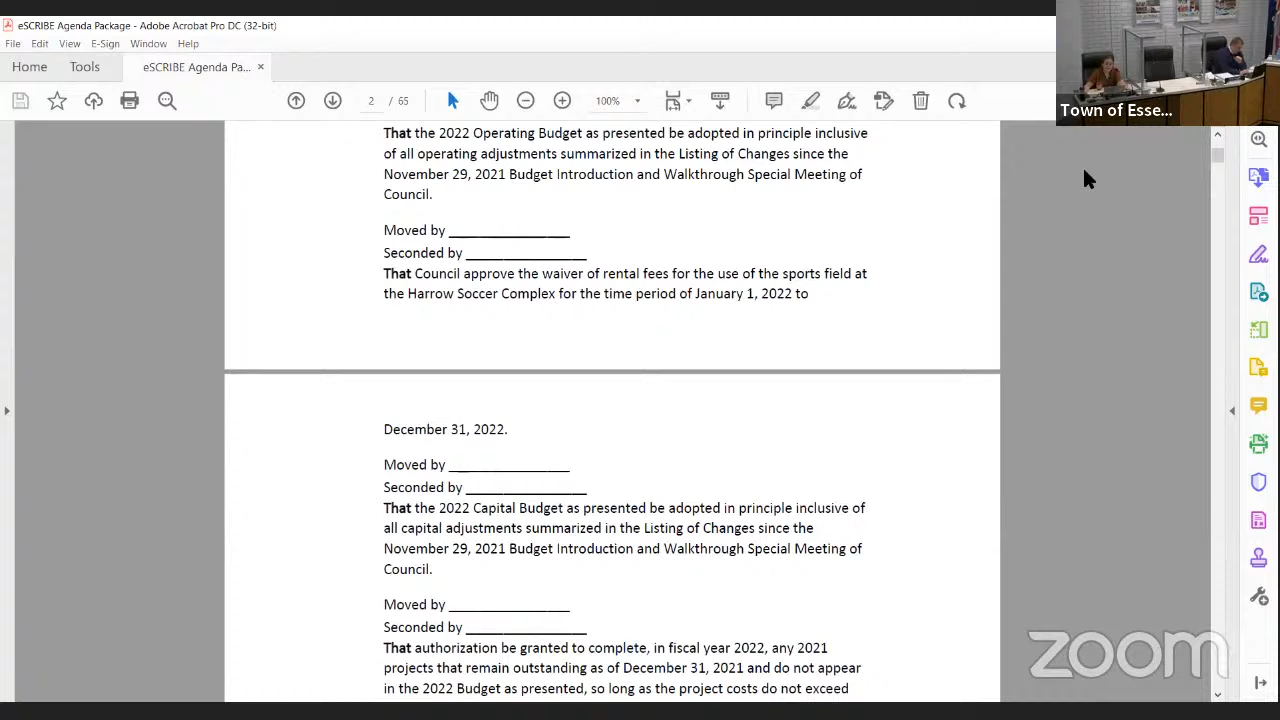 eSCRIBE Agenda Package - Adobe Acrobat Pro DC (32-bit)
File Edit View E-Sign Window Help
Home Tools eSCRIBE Agenda Pa... ×
2 / 65 100%
Town of Esse...
That the 2022 Operating Budget as presented be adopted in principle inclusive
of all operating adjustments summarized in the Listing of Changes since the
November 29, 2021 Budget Introduction and Walkthrough Special Meeting of
Council.
Moved by ________________
Seconded by ________________
That Council approve the waiver of rental fees for the use of the sports field at
the Harrow Soccer Complex for the time period of January 1, 2022 to
December 31, 2022.
Moved by ________________
Seconded by ________________
That the 2022 Capital Budget as presented be adopted in principle inclusive of
all capital adjustments summarized in the Listing of Changes since the
November 29, 2021 Budget Introduction and Walkthrough Special Meeting of
Council.
Moved by ________________
Seconded by ________________
That authorization be granted to complete, in fiscal year 2022, any 2021
projects that remain outstanding as of December 31, 2021 and do not appear
in the 2022 Budget as presented, so long as the project costs do not exceed
zoom